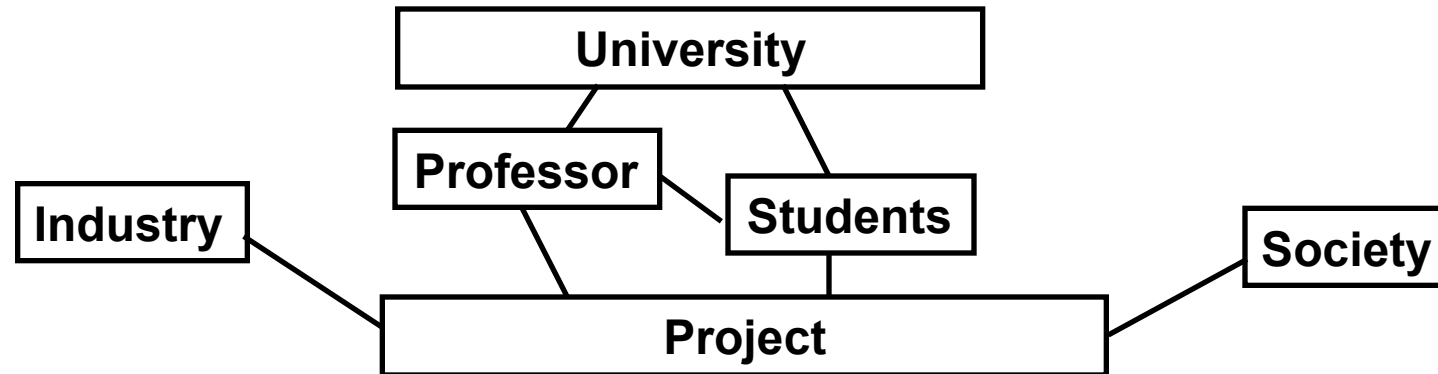 University
Professor
Students
Industry
Society
Project